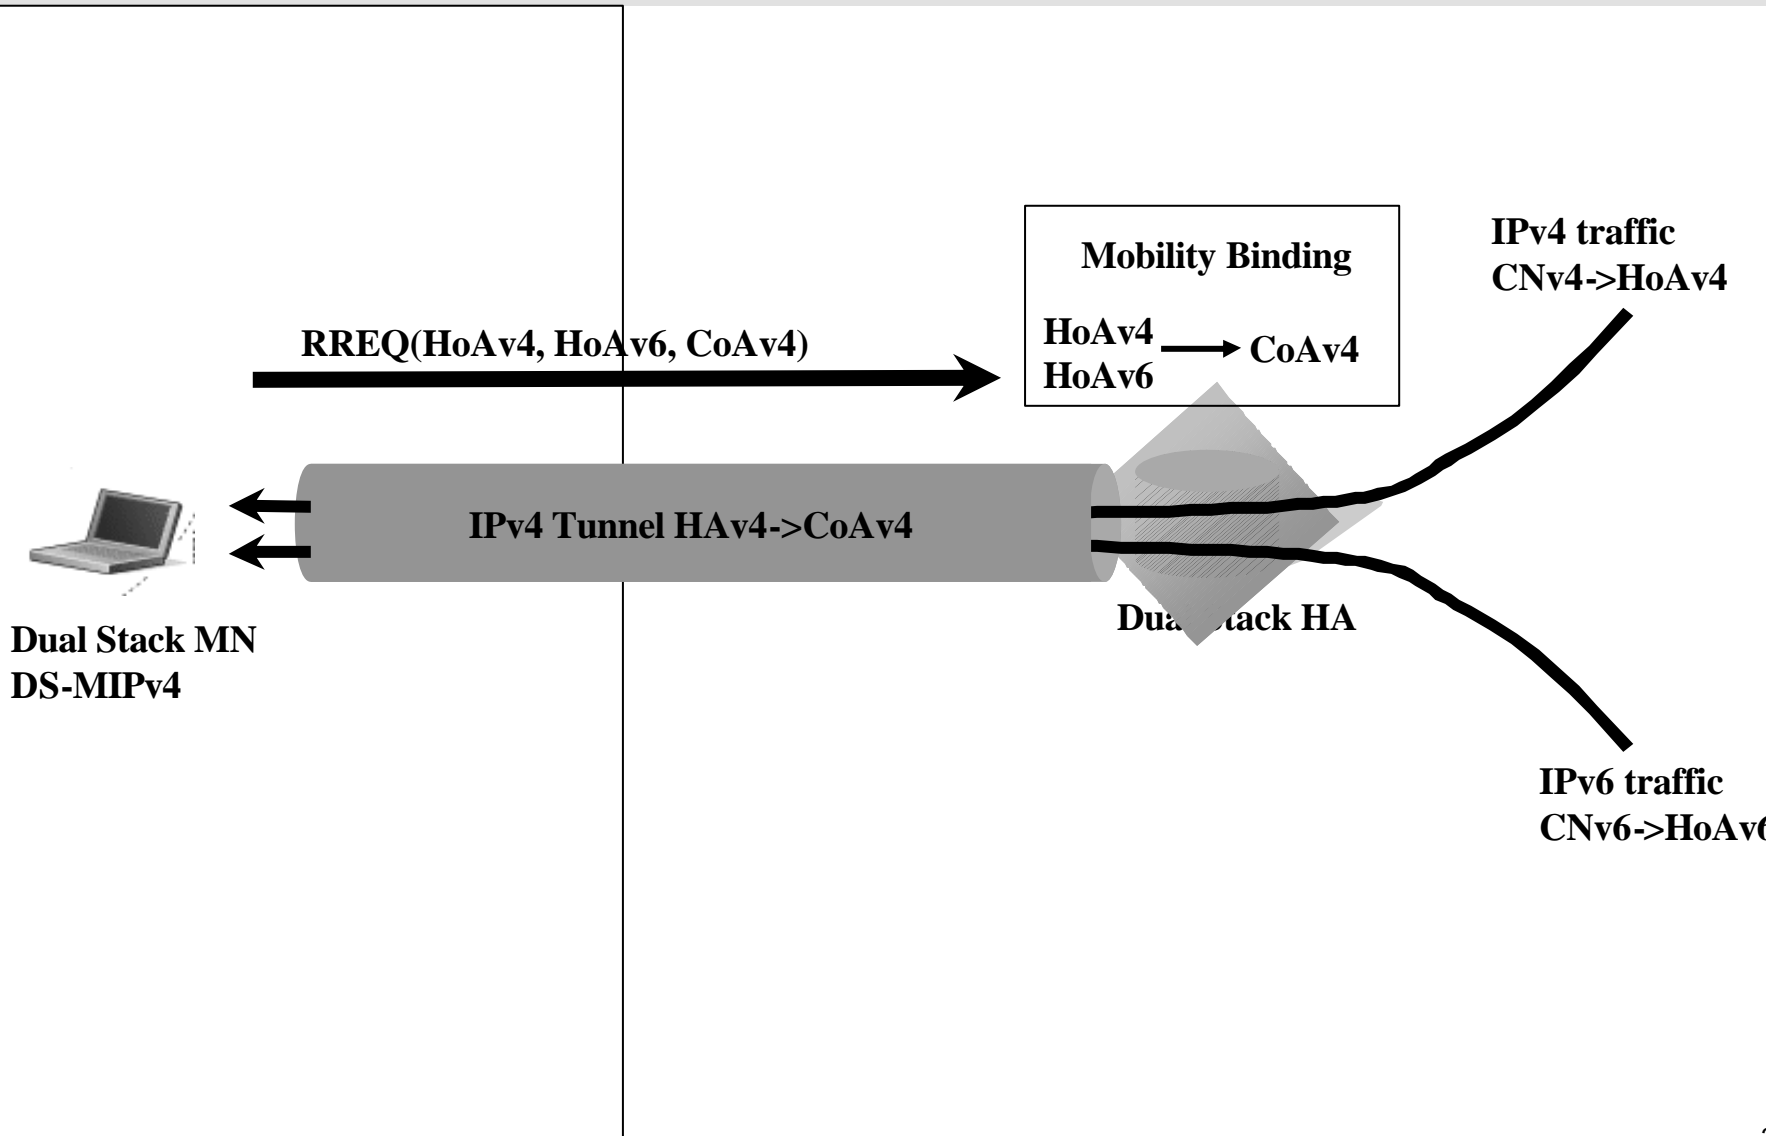 IPv4 traffic
CNv4->HoAv4
Mobility Binding
HoAv4
HoAv6
CoAv4
RREQ(HoAv4, HoAv6, CoAv4)
IPv4 Tunnel HAv4->CoAv4
Dual Stack HA
Dual Stack MN
DS-MIPv4
IPv6 traffic
CNv6->HoAv6